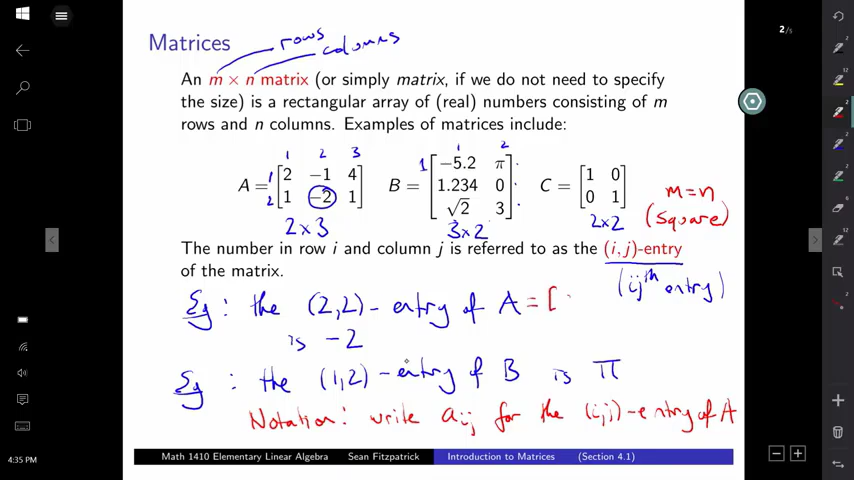 2/5
Matrices
rows
columns
An m × n matrix (or simply matrix, if we do not need to specify
the size) is a rectangular array of (real) numbers consisting of m
rows and n columns. Examples of matrices include:
1 2 3 1 2
A = [2 −1 4; 1 −2 1] B = [−5.2 π; 1.234 0; √2 3] C = [1 0; 0 1]
1 2 1
2×3 3×2 2×2
m=n
(square)
The number in row i and column j is referred to as the (i, j)-entry
of the matrix.
(ij th entry)
Eg: the (2,2)-entry of A = [
is −2
Eg: the (1,2)-entry of B is π
Notation: write aij for the (i,j)-entry of A
Math 1410 Elementary Linear Algebra Sean Fitzpatrick Introduction to Matrices (Section 4.1)
4:35 PM